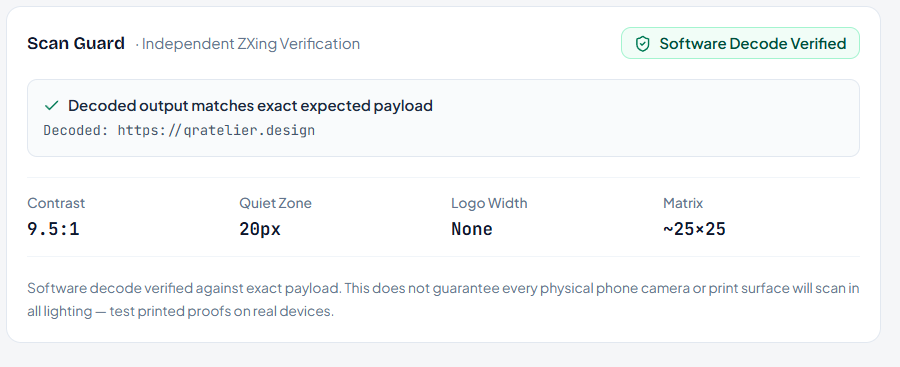 Scan Guard · Independent ZXing Verification
Software Decode Verified
Decoded output matches exact expected payload
Decoded: https://qratelier.design
Contrast
Quiet Zone
Logo Width
Matrix
9.5:1
20px
None
~25×25
Software decode verified against exact payload. This does not guarantee every physical phone camera or print surface will scan in
all lighting — test printed proofs on real devices.